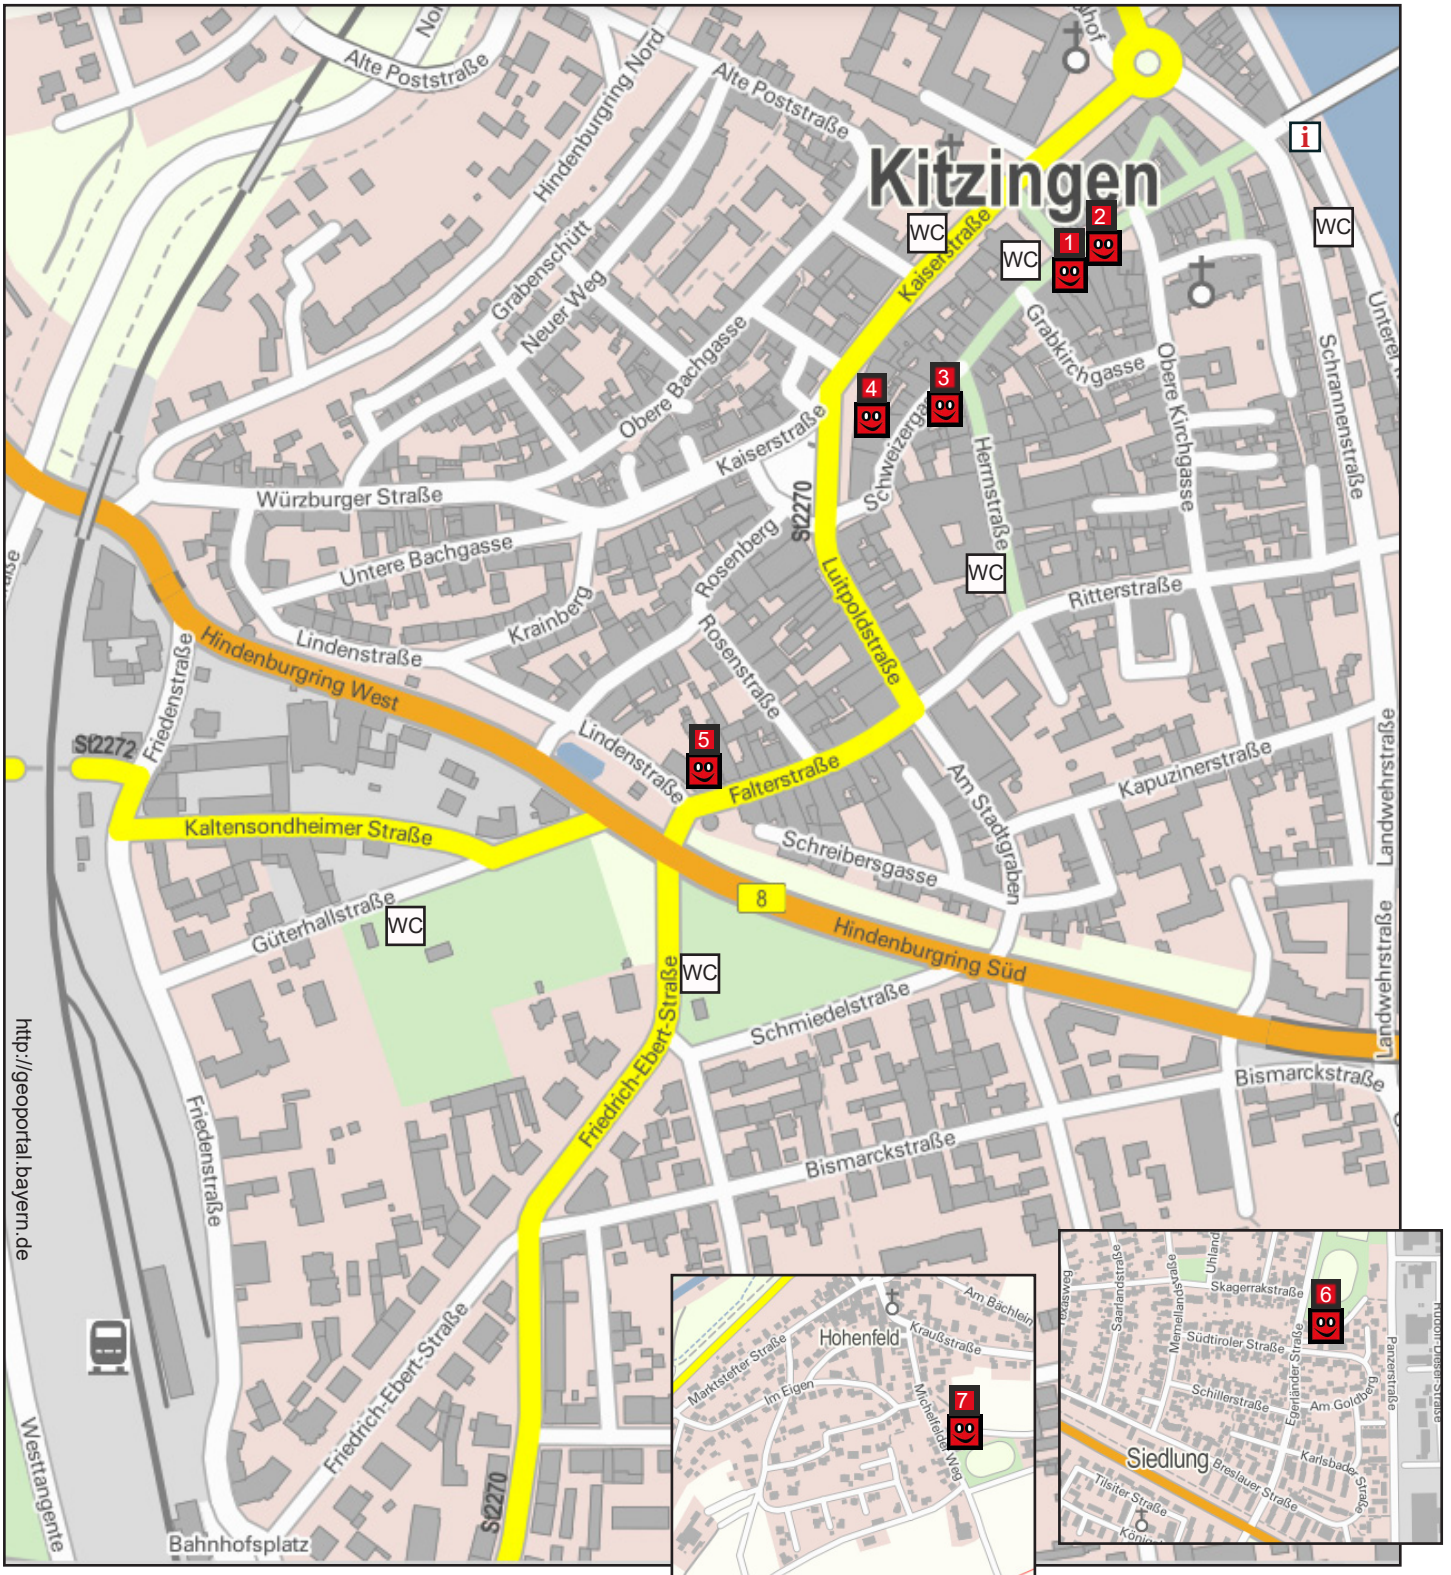 Alte Poststraße
Hindenburgring Nord
Alte Poststraße
Kitzingen
i
WC
WC
WC
2
1
Kaiserstraße
Grabenschütt
Neuer Weg
Obere Bachgasse
Grabkirchgasse
Obere Kirchgasse
Schrannenstraße
Unterer
3
4
Kaiserstraße
Schweizerga
Herrnstraße
Würzburger Straße
St2270
Untere Bachgasse
Rosenberg
Krainberg
Luitpoldstraße
WC
Ritterstraße
Lindenstraße
Hindenburgring West
Rosenstraße
Friedenstraße
St2272
5
Lindenstraße
Falterstraße
Am Stadtgraben
Kapuzinerstraße
Landwehrstraße
Kaltensondheimer Straße
Schreibersgasse
8
Güterhallstraße
WC
WC
Hindenburgring Süd
Landwehrstraße
Schmiedelstraße
Friedrich-Ebert-Straße
http://geoportal.bayern.de
Friedenstraße
Bismarckstraße
Bismarckstraße
Friedrich-Ebert-Straße
St2270
Westtangente
Bahnhofsplatz
Hohenfeld
Am Bächlein
Kraußstraße
Marktstefter Straße
Im Eigen
Michelfelder Weg
7
Saarlandstraße
Memellandstraße
Uhland
Skagerrakstraße
6
Südtiroler Straße
Egerländer Straße
Panzerstraße
Schillerstraße
Am Goldberg
Siedlung
Breslauer Straße
Karlsbader Straße
Tilsiter Straße
König